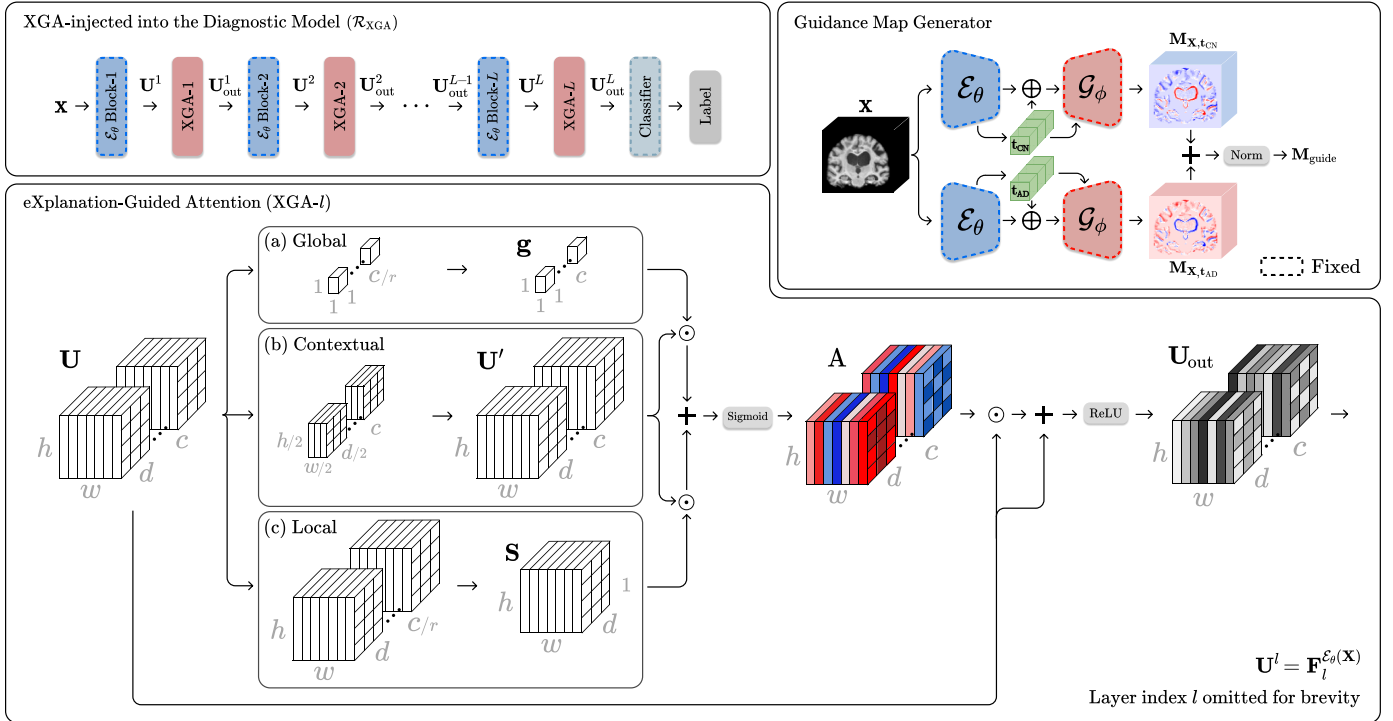 XGA-injected into the Diagnostic Model (𝓡_XGA)
X
𝓔_θ Block-1
U^1
XGA-1
U^1_out
𝓔_θ Block-2
U^2
XGA-2
U^2_out
· · ·
U^{L-1}_out
𝓔_θ Block-L
U^L
XGA-L
U^L_out
Classifier
Label
Guidance Map Generator
X
𝓔_θ
t_CN
𝓖_ϕ
M_{X,t_CN}
𝓔_θ
t_AD
𝓖_ϕ
M_{X,t_AD}
+
Norm
M_guide
Fixed
eXplanation-Guided Attention (XGA-l)
U
h
w
d
c
(a) Global
1
1
1
c/r
g
1
1
1
c
(b) Contextual
h/2
w/2
d/2
c
U′
h
w
d
c
(c) Local
h
w
d
c/r
S
h
w
d
1
+
Sigmoid
A
h
w
d
c
+
ReLU
U_out
h
w
d
c
U^l = F_l^{𝓔_θ(X)}
Layer index l omitted for brevity